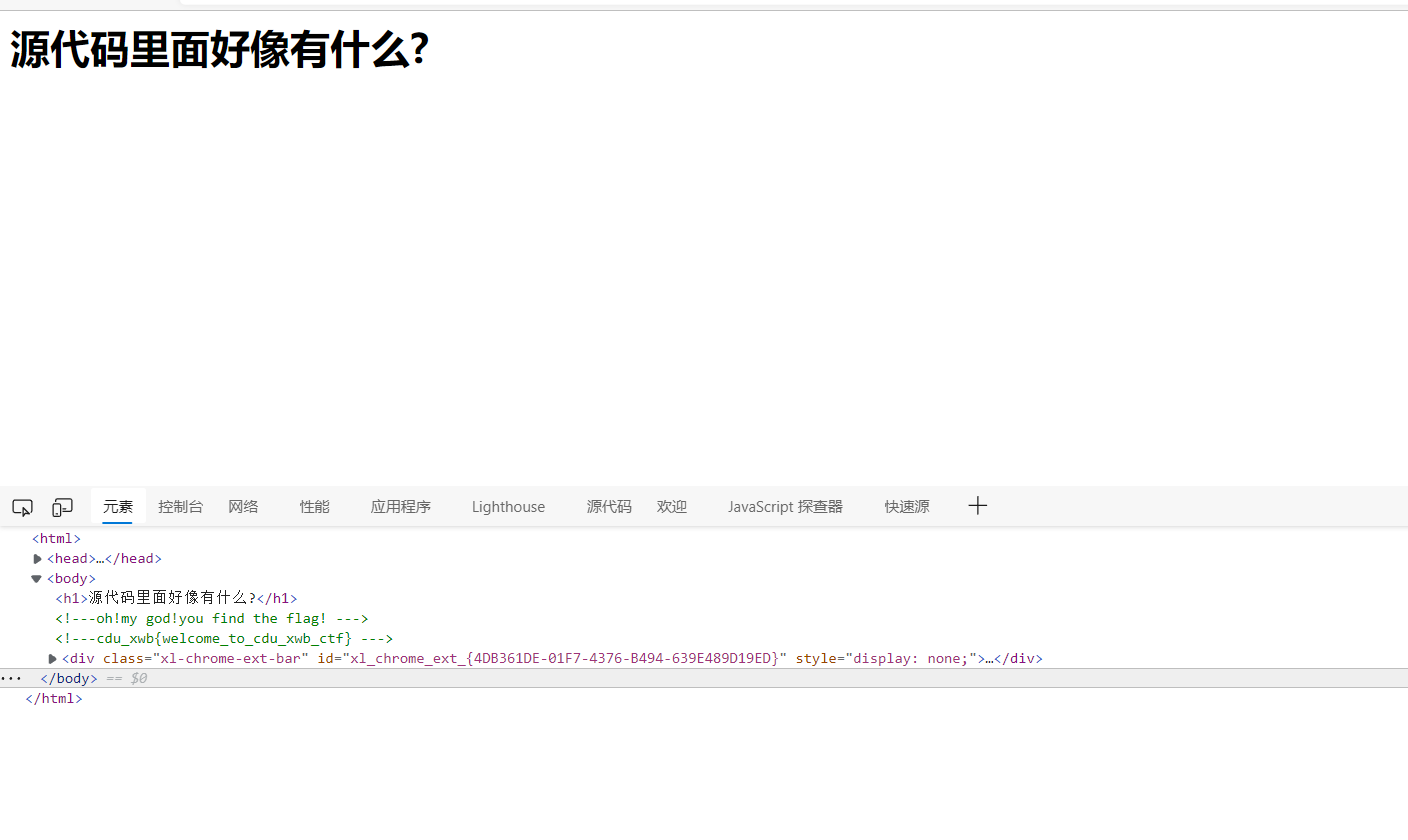 源代码里面好像有什么?
元素 控制台 网络 性能 应用程序 Lighthouse 源代码 欢迎 JavaScript 探查器 快速源
<html>
<head>…</head>
<body>
<h1>源代码里面好像有什么?</h1>
<!---oh!my god!you find the flag! --->
<!---cdu_xwb{welcome_to_cdu_xwb_ctf} --->
<div class="xl-chrome-ext-bar" id="xl_chrome_ext_{4DB361DE-01F7-4376-B494-639E489D19ED}" style="display: none;">…</div>
··· </body> == $0
</html>